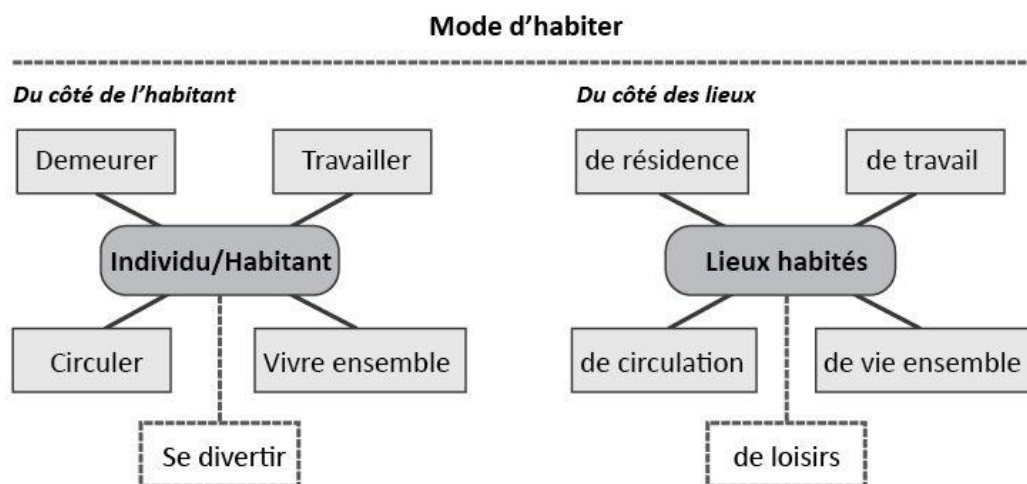 Mode d'habiter
Du côté de l'habitant
Du côté des lieux
Demeurer
Travailler
Individu/Habitant
Circuler
Vivre ensemble
Se divertir
de résidence
de travail
Lieux habités
de circulation
de vie ensemble
de loisirs